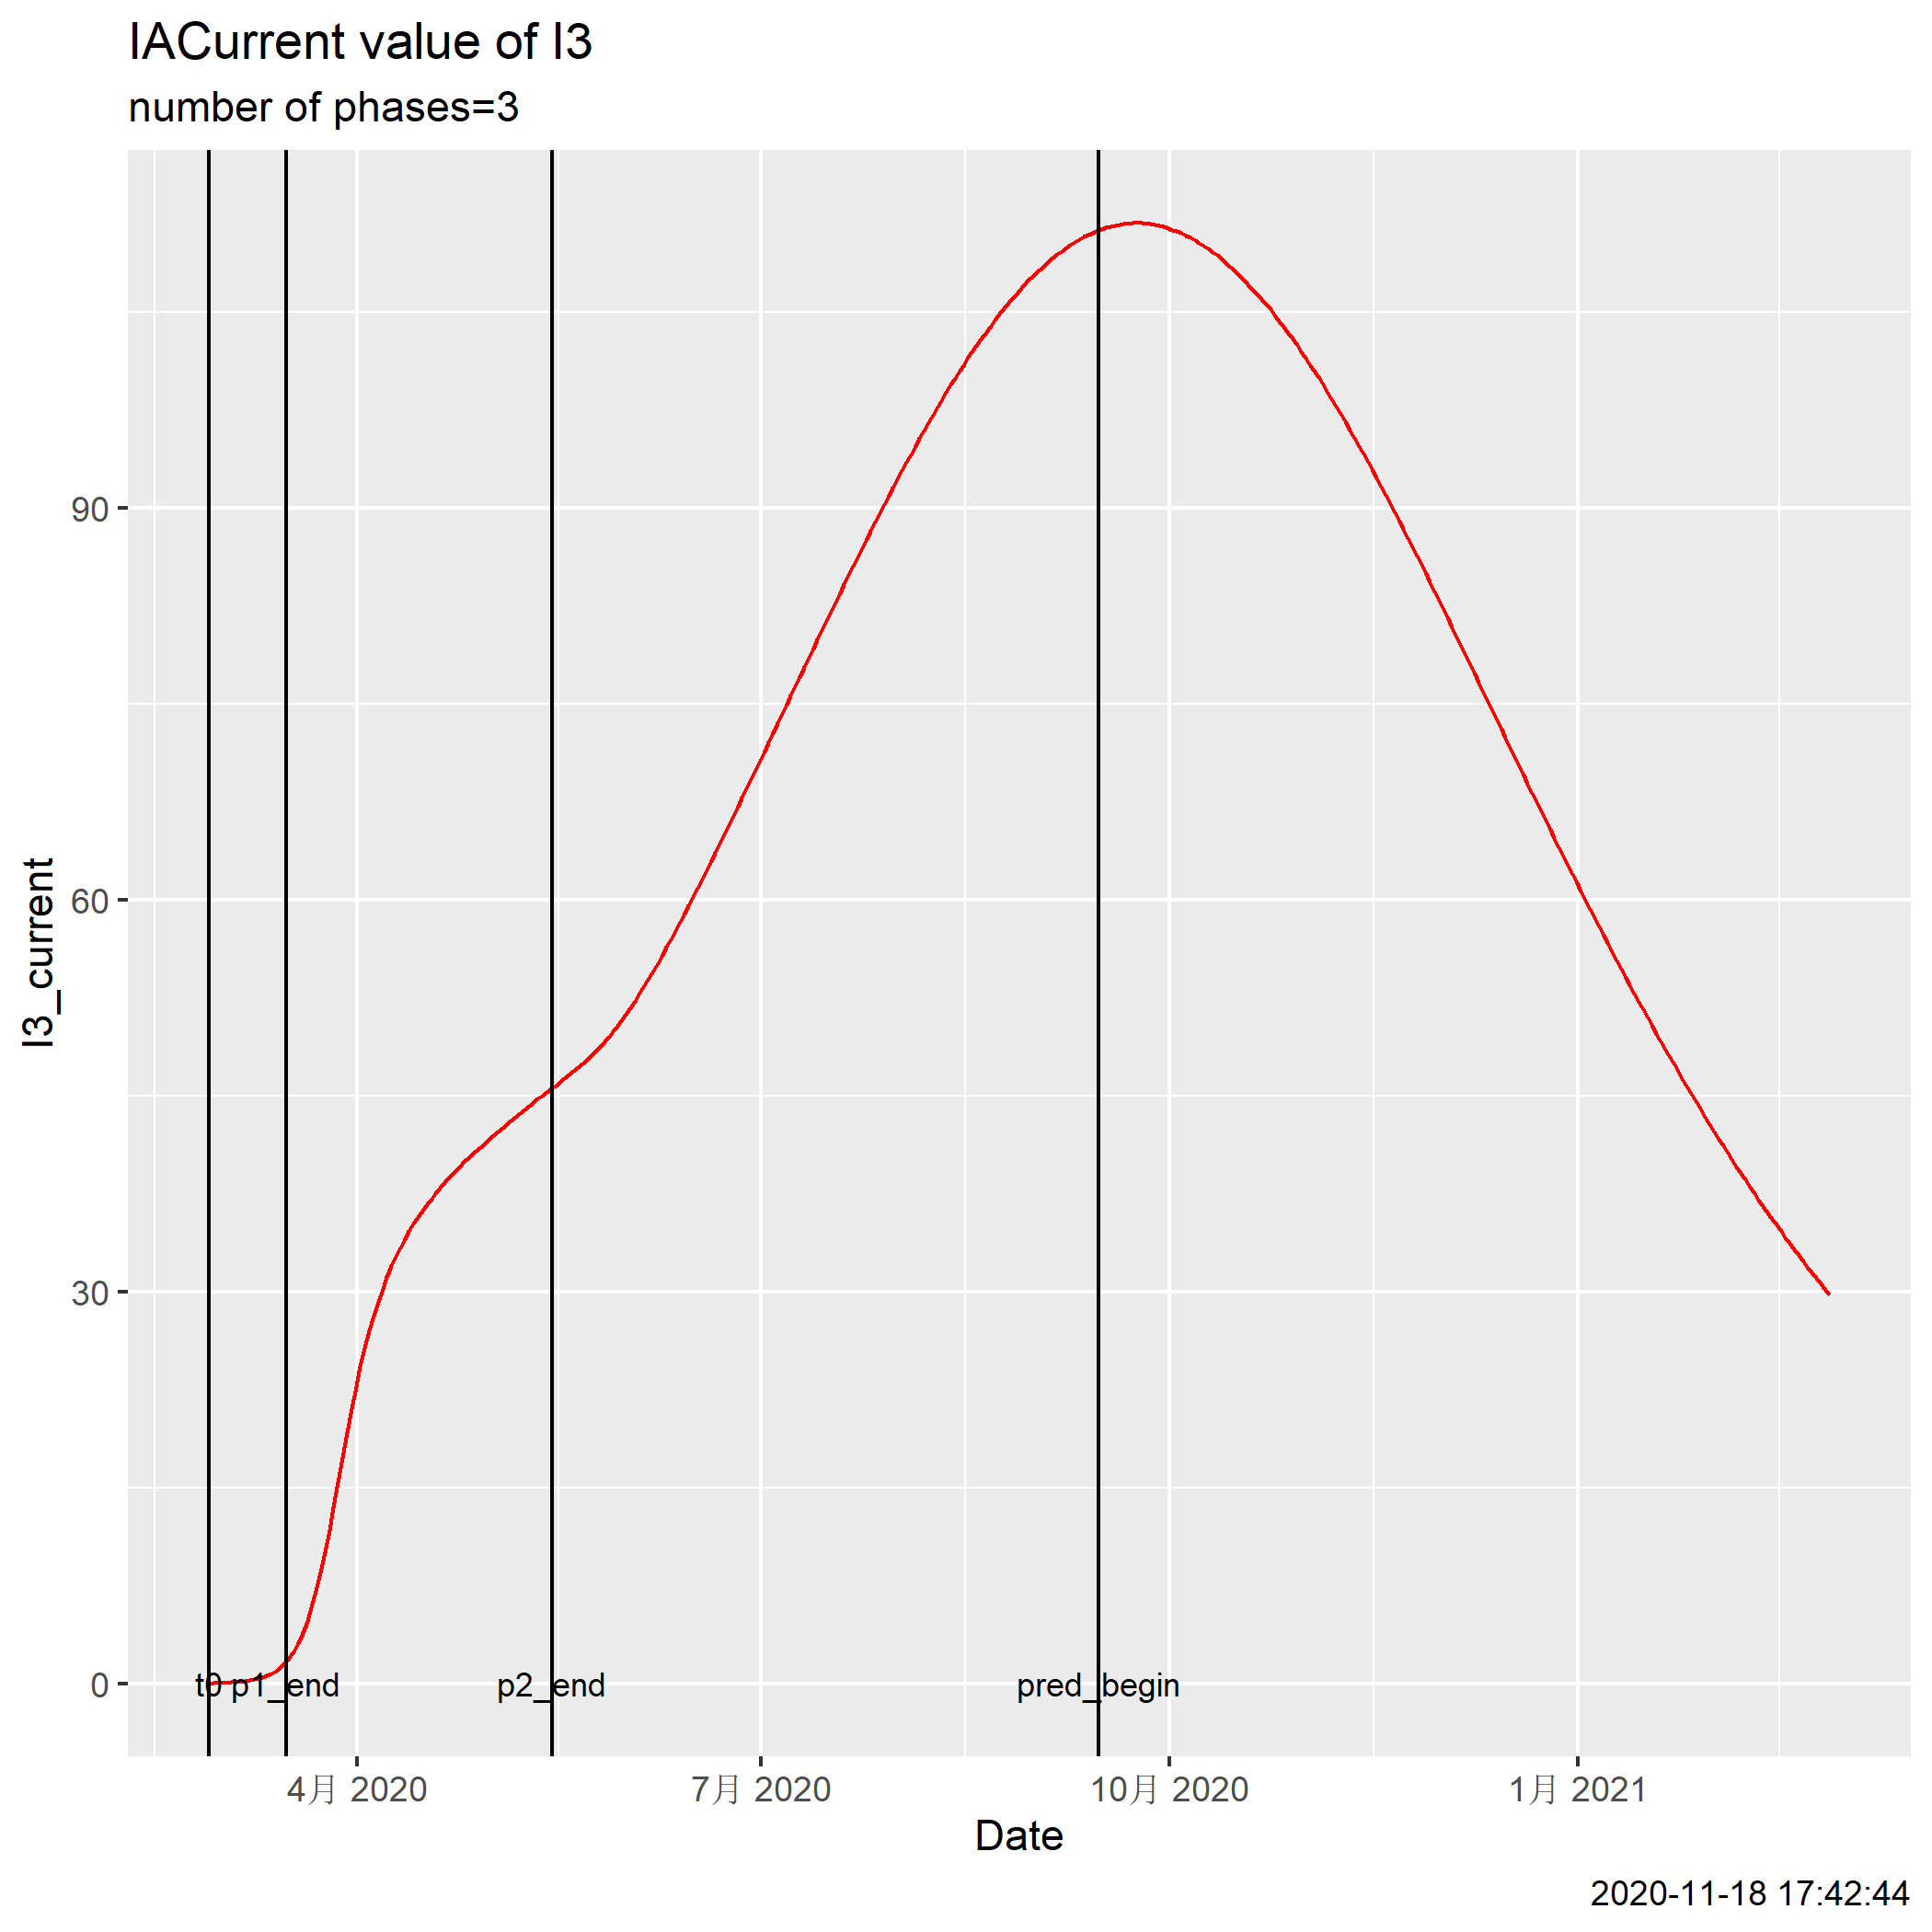 IACurrent value of I3
number of phases=3
I3_current
90
60
30
0
t0 p1_end p2_end pred_begin
4月 2020 7月 2020 10月 2020 1月 2021
Date
2020-11-18 17:42:44